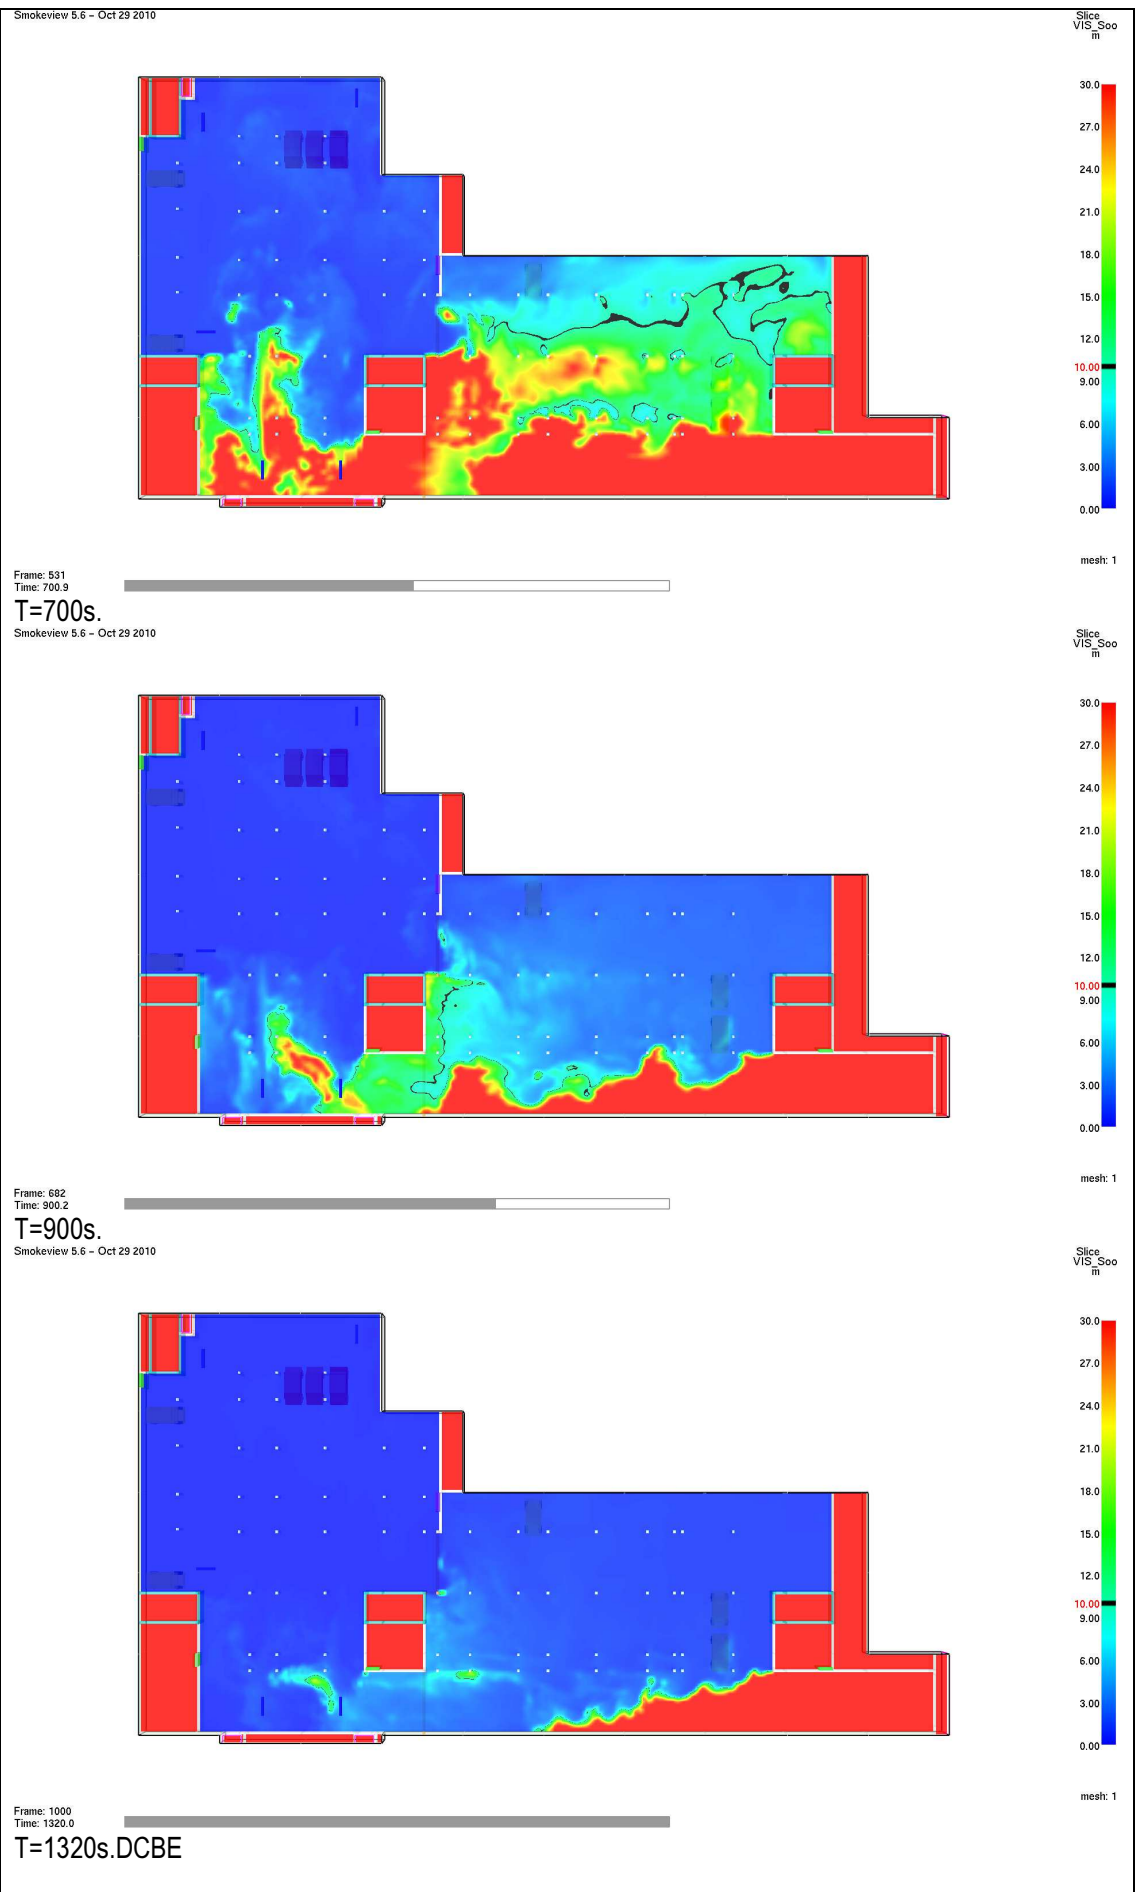 Smokeview 5.6 – Oct 29 2010
Slice
VIS_Soo
m
30.0
27.0
24.0
21.0
18.0
15.0
12.0
10.00
9.00
6.00
3.00
0.00
mesh: 1
Frame: 531
Time: 700.9
T=700s.
Smokeview 5.6 – Oct 29 2010
Slice
VIS_Soo
m
30.0
27.0
24.0
21.0
18.0
15.0
12.0
10.00
9.00
6.00
3.00
0.00
mesh: 1
Frame: 682
Time: 900.2
T=900s.
Smokeview 5.6 – Oct 29 2010
Slice
VIS_Soo
m
30.0
27.0
24.0
21.0
18.0
15.0
12.0
10.00
9.00
6.00
3.00
0.00
mesh: 1
Frame: 1000
Time: 1320.0
T=1320s.DCBE